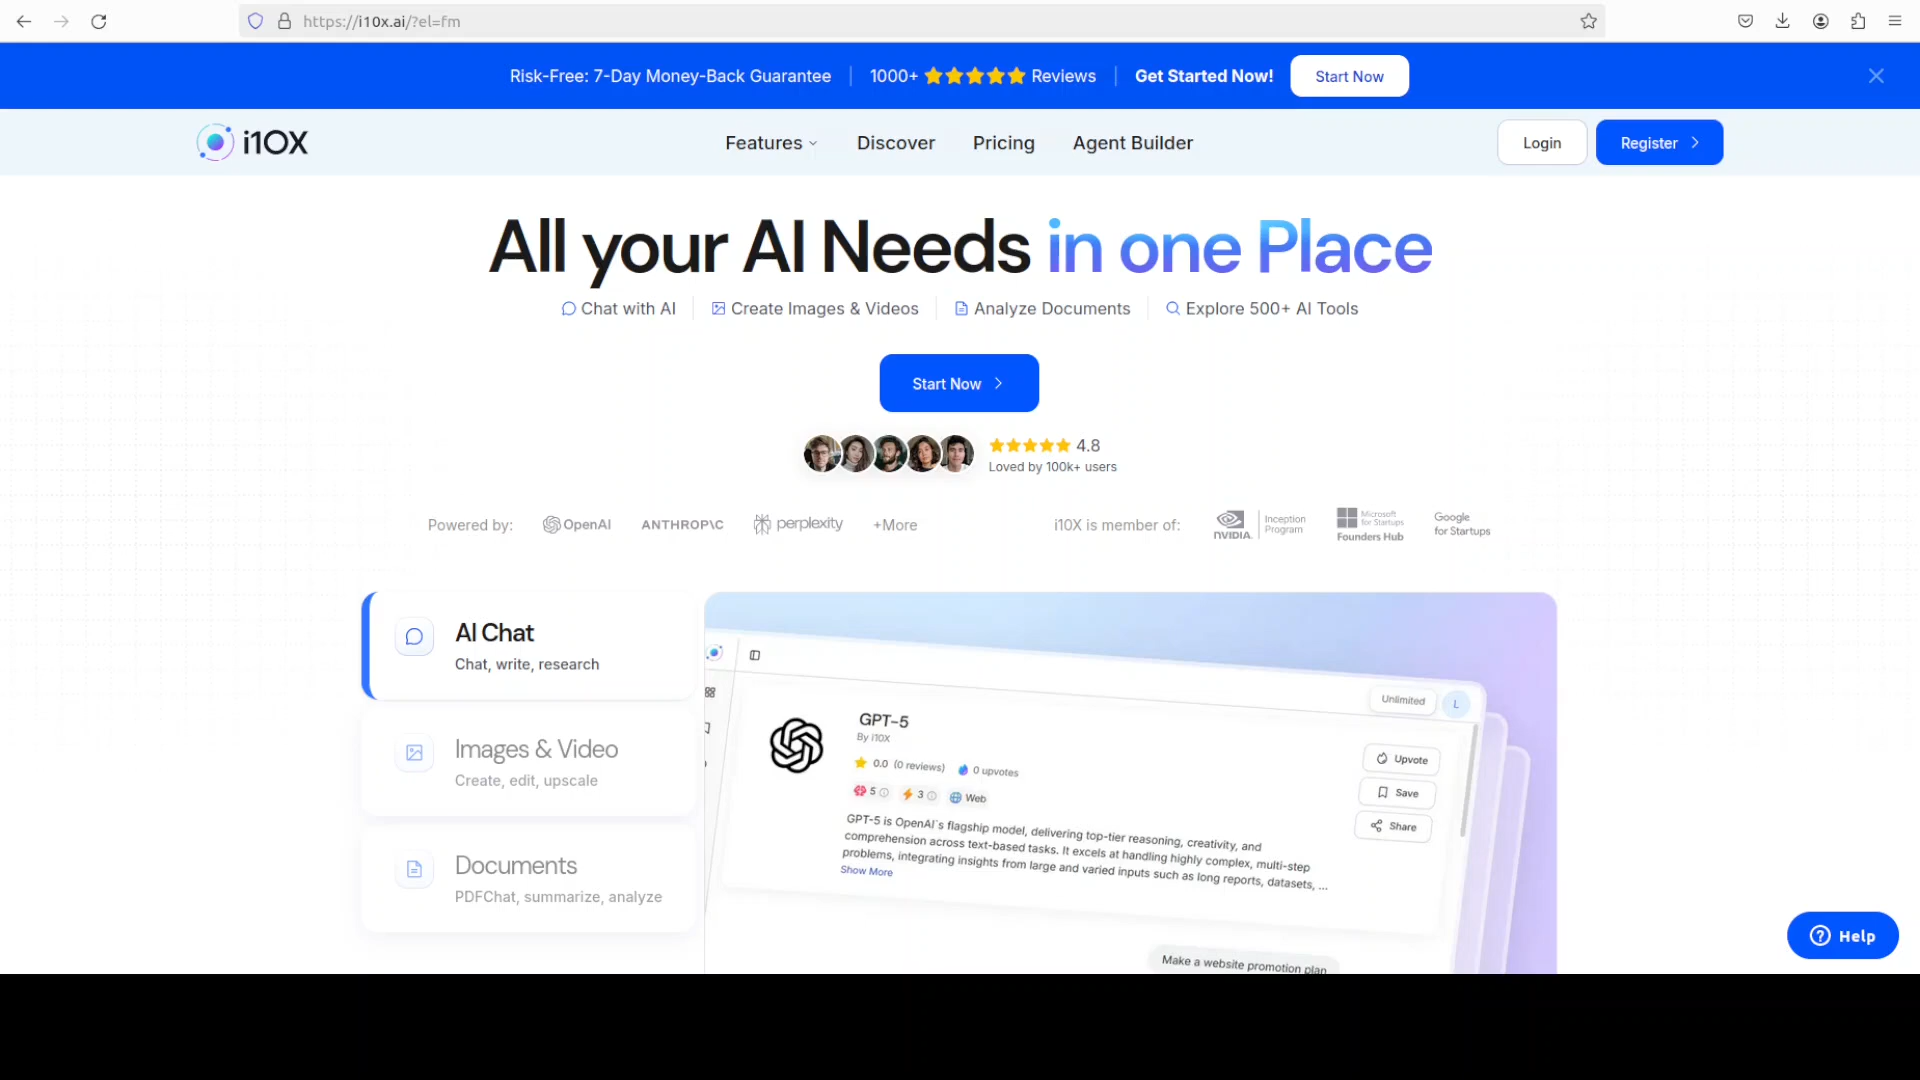 https://i10x.ai/?el=fm
Risk-Free: 7-Day Money-Back Guarantee
1000+ Reviews
Get Started Now!
Start Now
i10X
Features
Discover
Pricing
Agent Builder
Login
Register
All your AI Needs in one Place
Chat with AI
Create Images & Videos
Analyze Documents
Explore 500+ AI Tools
Start Now
4.8
Loved by 100k+ users
Powered by:
OpenAI
ANTHROP\C
perplexity
+More
i10X is member of:
NVIDIA.
Inception
Program
Microsoft
for Startups
Founders Hub
Google
for Startups
AI Chat
Chat, write, research
Images & Video
Create, edit, upscale
Documents
PDFChat, summarize, analyze
Unlimited
L
GPT-5
By i10X
0.0 (0 reviews)
0 upvotes
5
3
Web
Upvote
Save
Share
GPT-5 is OpenAI`s flagship model, delivering top-tier reasoning, creativity, and
comprehension across text-based tasks. It excels at handling highly complex, multi-step
problems, integrating insights from large and varied inputs such as long reports, datasets, ...
Show More
Make a website promotion plan
Help